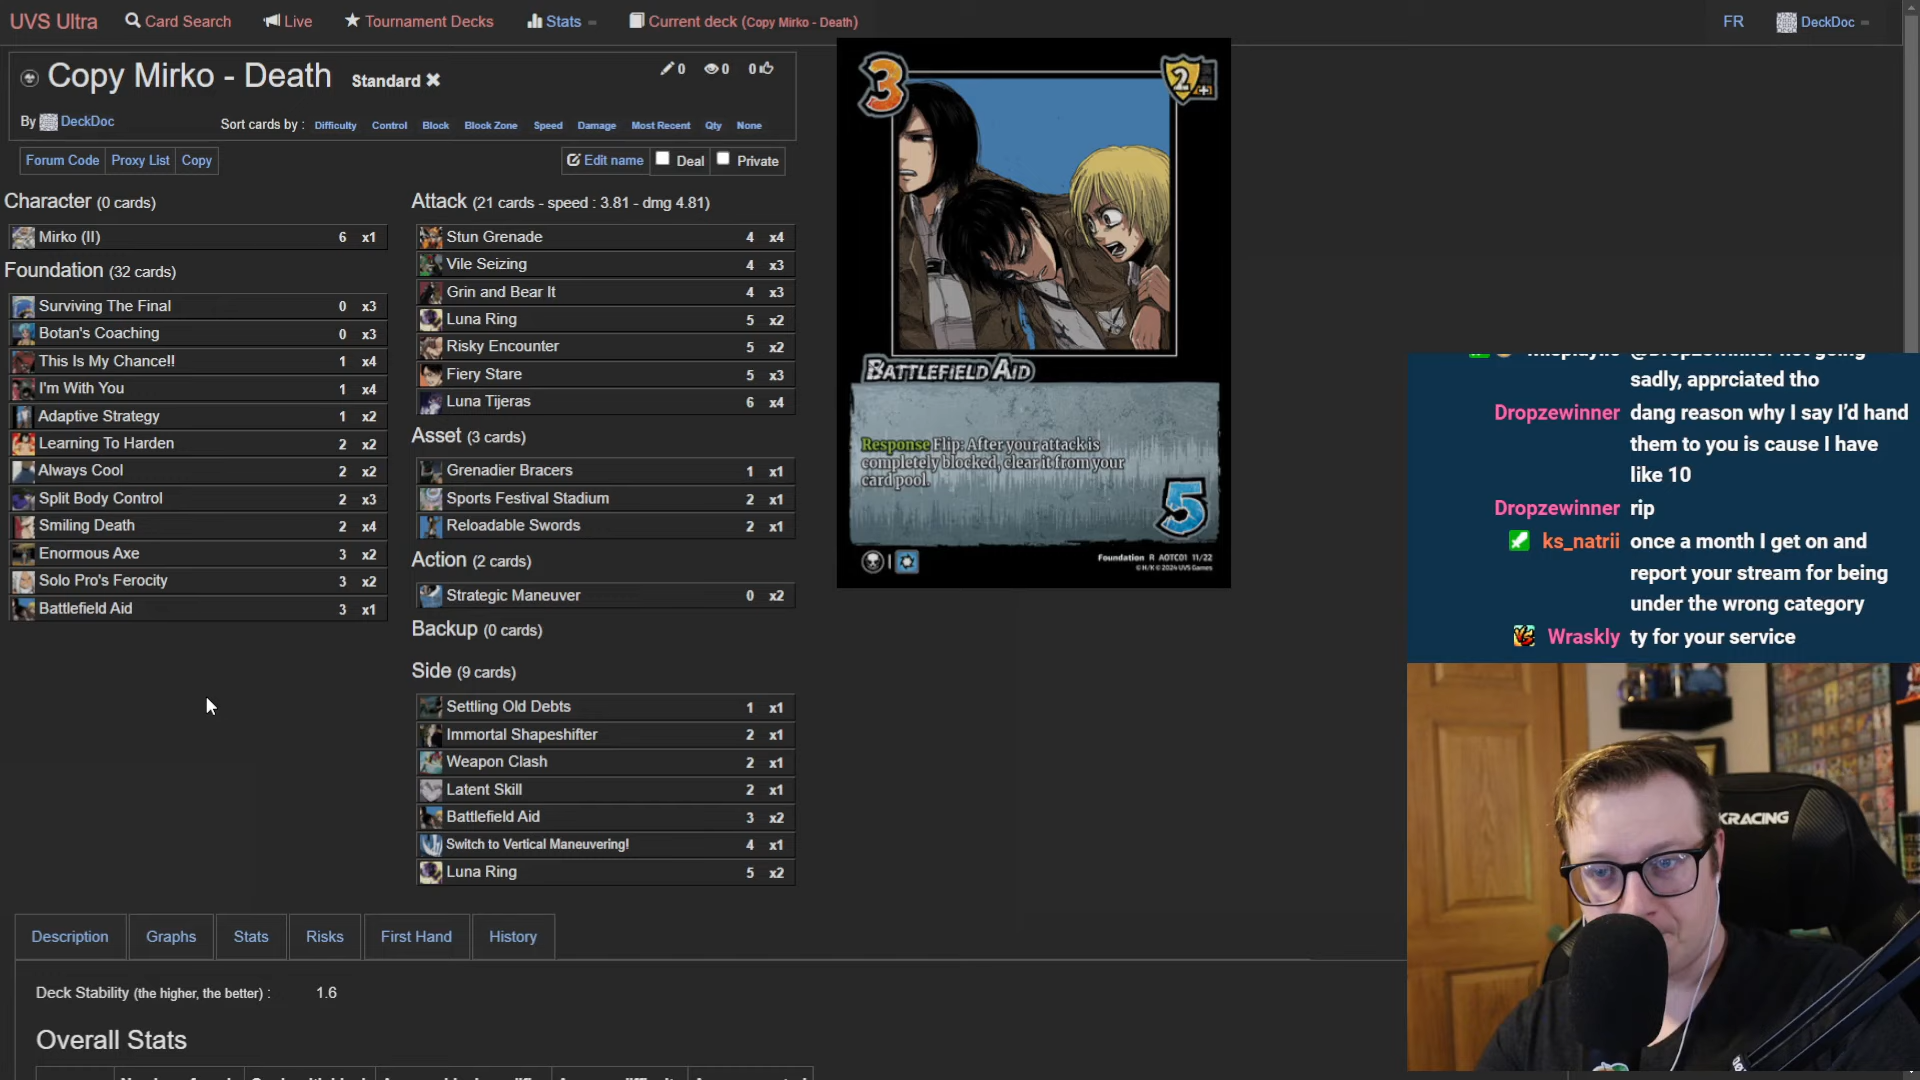 UVS Ultra Card Search Live Tournament Decks Stats Current deck (Copy Mirko - Death) FR DeckDoc
Copy Mirko - Death Standard 0 0 0
By DeckDoc Sort cards by : Difficulty Control Block Block Zone Speed Damage Most Recent Qty None
Forum Code Proxy List Copy Edit name Deal Private
Character (0 cards)
Mirko (II) 6 x1
Foundation (32 cards)
Surviving The Final 0 x3
Botan's Coaching 0 x3
This Is My Chance!! 1 x4
I'm With You 1 x4
Adaptive Strategy 1 x2
Learning To Harden 2 x2
Always Cool 2 x2
Split Body Control 2 x3
Smiling Death 2 x4
Enormous Axe 3 x2
Solo Pro's Ferocity 3 x2
Battlefield Aid 3 x1
Attack (21 cards - speed : 3.81 - dmg 4.81)
Stun Grenade 4 x4
Vile Seizing 4 x3
Grin and Bear It 4 x3
Luna Ring 5 x2
Risky Encounter 5 x2
Fiery Stare 5 x3
Luna Tijeras 6 x4
Asset (3 cards)
Grenadier Bracers 1 x1
Sports Festival Stadium 2 x1
Reloadable Swords 2 x1
Action (2 cards)
Strategic Maneuver 0 x2
Backup (0 cards)
Side (9 cards)
Settling Old Debts 1 x1
Immortal Shapeshifter 2 x1
Weapon Clash 2 x1
Latent Skill 2 x1
Battlefield Aid 3 x2
Switch to Vertical Maneuvering! 4 x1
Luna Ring 5 x2
3 2 +
Battlefield Aid
Response Flip: After your attack is
completely blocked, clear it from your
card pool.
5
Foundation R AOTC01 11/22
© H/K © 2024 UVS Games
sadly, apprciated tho
Dropzewinner dang reason why I say I'd hand
them to you is cause I have
like 10
Dropzewinner rip
ks_natrii once a month I get on and
report your stream for being
under the wrong category
Wraskly ty for your service
KRACING
Description Graphs Stats Risks First Hand History
Deck Stability (the higher, the better) : 1.6
Overall Stats